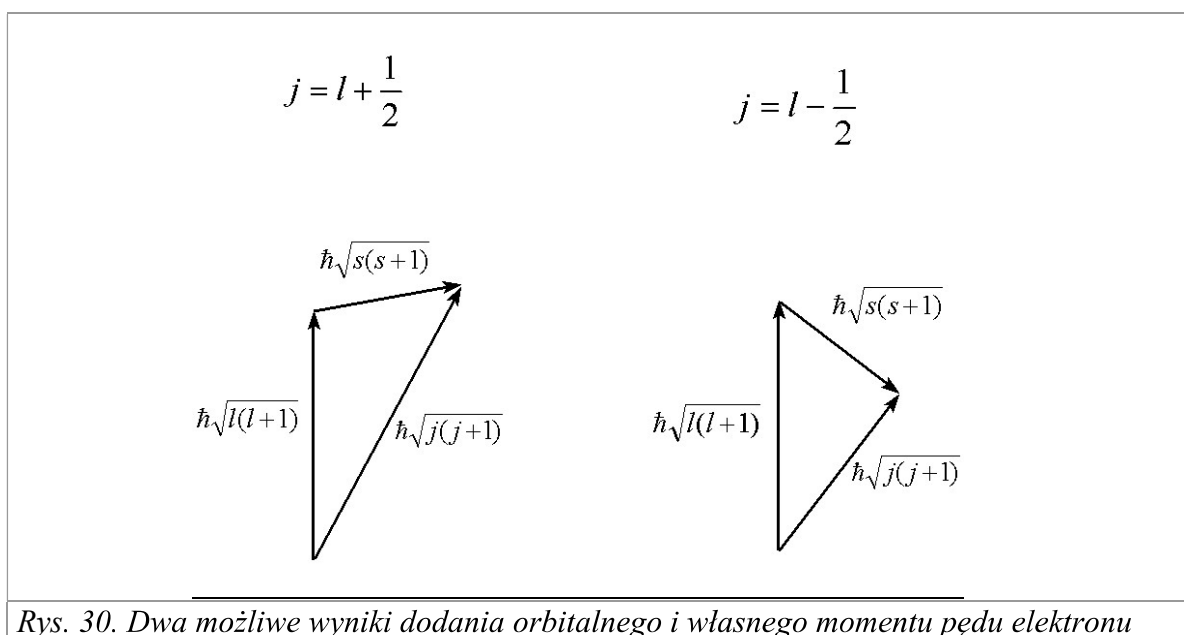 j = l + 1/2
j = l − 1/2
ħ√s(s+1)
ħ√s(s+1)
ħ√l(l+1)
ħ√j(j+1)
ħ√l(l+1)
ħ√j(j+1)
Rys. 30. Dwa możliwe wyniki dodania orbitalnego i własnego momentu pędu elektronu